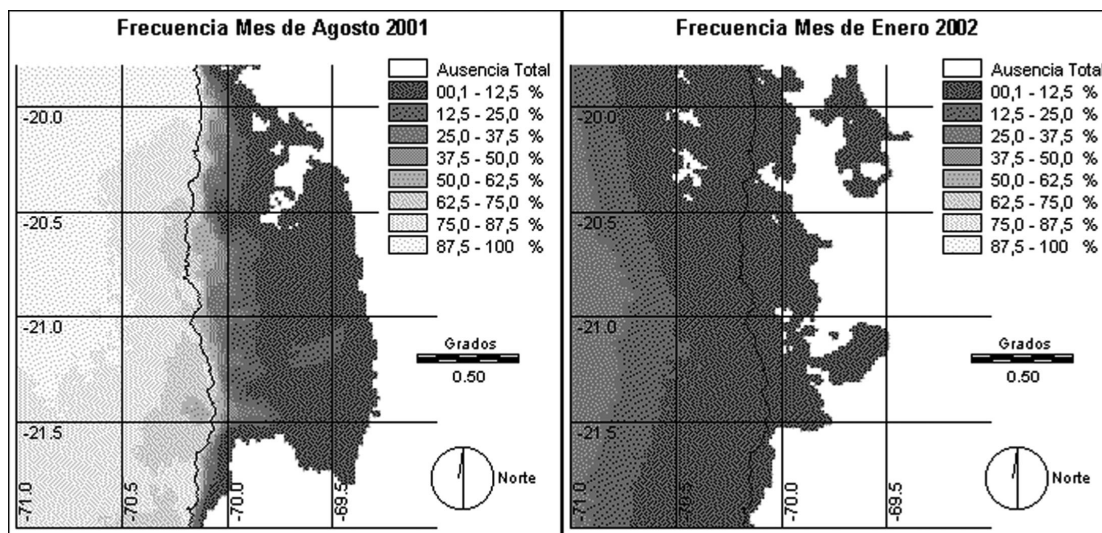 Frecuencia Mes de Agosto 2001
Ausencia Total
00,1 - 12,5 %
12,5 - 25,0 %
25,0 - 37,5 %
37,5 - 50,0 %
50,0 - 62,5 %
62,5 - 75,0 %
75,0 - 87,5 %
87,5 - 100 %
-20.0
-20.5
-21.0
-21.5
-71.0
-70.5
-70.0
-69.5
Grados
0.50
Norte
Frecuencia Mes de Enero 2002
Ausencia Total
00,1 - 12,5 %
12,5 - 25,0 %
25,0 - 37,5 %
37,5 - 50,0 %
50,0 - 62,5 %
62,5 - 75,0 %
75,0 - 87,5 %
87,5 - 100 %
-20.0
-20.5
-21.0
-21.5
-71.0
-70.5
-70.0
-69.5
Grados
0.50
Norte